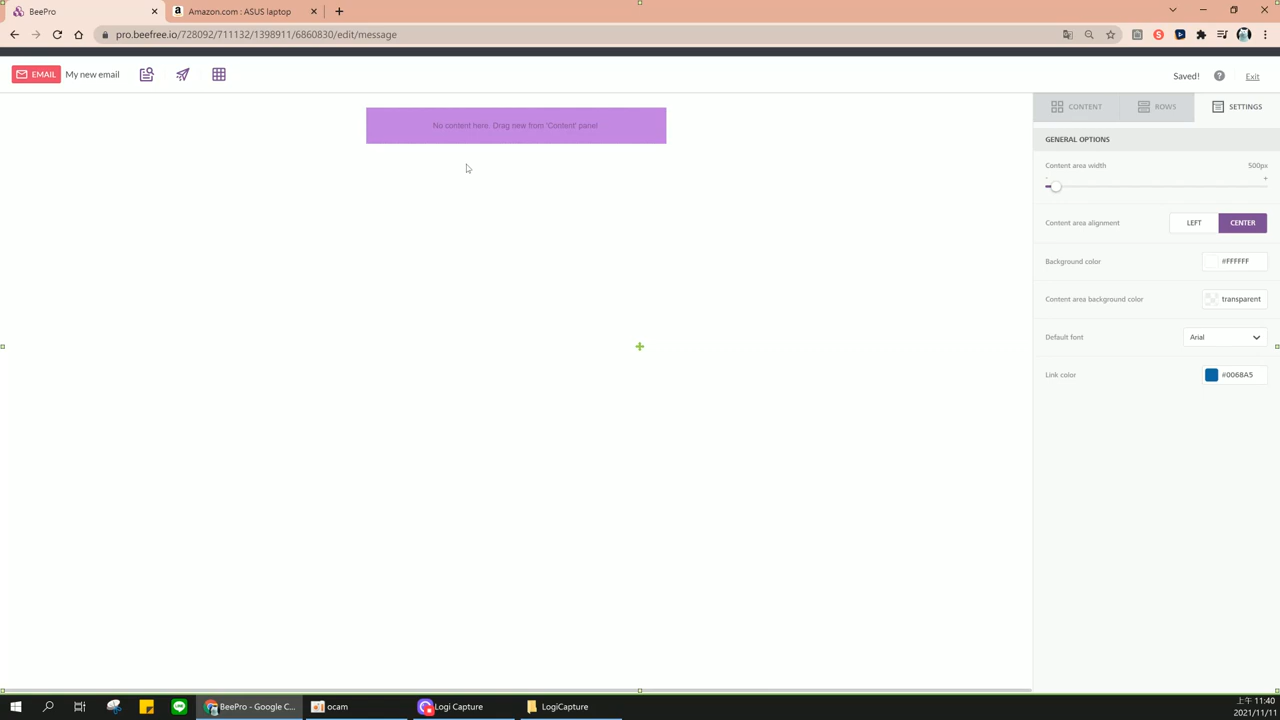 BeePro
Amazon.com : ASUS laptop
pro.beefree.io/728092/711132/1398911/6860830/edit/message
EMAIL
My new email
Saved!
Exit
No content here. Drag new from 'Content' panel
CONTENT
ROWS
SETTINGS
GENERAL OPTIONS
Content area width
500px
Content area alignment
LEFT
CENTER
Background color
#FFFFFF
Content area background color
transparent
Default font
Arial
Link color
#0068A5
BeePro - Google C...
ocam
Logi Capture
LogiCapture
上午 11:40
2021/11/11